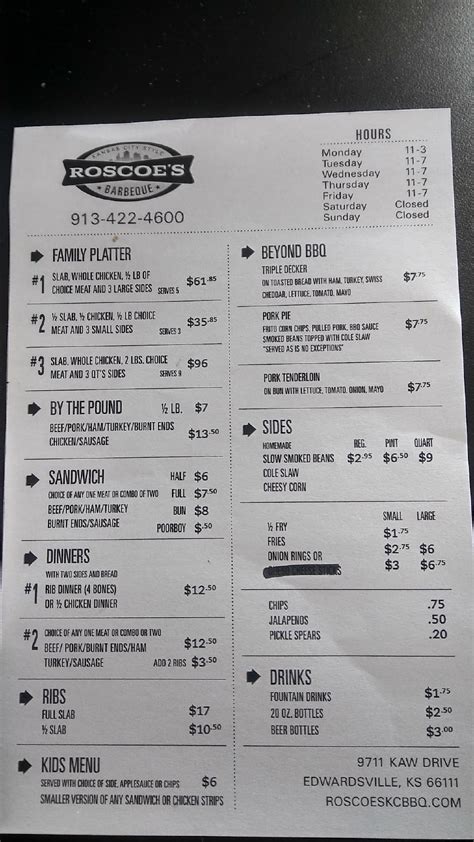 KANSAS CITY STYLE
ROSCOE'S
BARBEQUE
913-422-4600
HOURS
Monday 11-3
Tuesday 11-7
Wednesday 11-7
Thursday 11-7
Friday 11-7
Saturday Closed
Sunday Closed
FAMILY PLATTER
#1 SLAB, WHOLE CHICKEN, ½ LB OF
CHOICE MEAT AND 3 LARGE SIDES SERVES 5 $61.85
#2 ½ SLAB, ½ CHICKEN, ½ LB CHOICE
MEAT AND 3 SMALL SIDES SERVES 3 $35.85
#3 SLAB, WHOLE CHICKEN, 2 LBS. CHOICE
MEAT AND 3 QT'S SIDES SERVES 9 $96
BY THE POUND ½ LB. $7
BEEF/PORK/HAM/TURKEY/BURNT ENDS
CHICKEN/SAUSAGE $13.50
SANDWICH HALF $6
CHOICE OF ANY ONE MEAT OR COMBO OF TWO FULL $7.50
BEEF/PORK/HAM/TURKEY BUN $8
BURNT ENDS/SAUSAGE POORBOY $.50
DINNERS
WITH TWO SIDES AND BREAD
#1 RIB DINNER (4 BONES) $12.50
OR ½ CHICKEN DINNER
#2 CHOICE OF ANY ONE MEAT OR COMBO OR TWO
BEEF/ PORK/BURNT ENDS/HAM $12.50
TURKEY/SAUSAGE ADD 2 RIBS $3.50
RIBS
FULL SLAB $17
½ SLAB $10.50
KIDS MENU
SERVED WITH CHOICE OF SIDE, APPLESAUCE OR CHIPS $6
SMALLER VERSION OF ANY SANDWICH OR CHICKEN STRIPS
BEYOND BBQ
TRIPLE DECKER
ON TOASTED BREAD WITH HAM, TURKEY, SWISS $7.75
CHEDDAR, LETTUCE, TOMATO, MAYO
PORK PIE
FRITO CORN CHIPS, PULLED PORK, BBQ SAUCE $7.75
SMOKED BEANS TOPPED WITH COLE SLAW
"SERVED AS IS NO EXCEPTIONS"
PORK TENDERLOIN
ON BUN WITH LETTUCE, TOMATO, ONION, MAYO $7.75
SIDES
HOMEMADE REG. PINT QUART
SLOW SMOKED BEANS $2.95 $6.50 $9
COLE SLAW
CHEESY CORN
SMALL LARGE
½ FRY $1.75
FRIES $2.75 $6
ONION RINGS OR $3 $6.75
CHIPS .75
JALAPENOS .50
PICKLE SPEARS .20
DRINKS
FOUNTAIN DRINKS $1.75
20 OZ. BOTTLES $2.50
BEER BOTTLES $3.00
9711 KAW DRIVE
EDWARDSVILLE, KS 66111
ROSCOESKCBBQ.COM